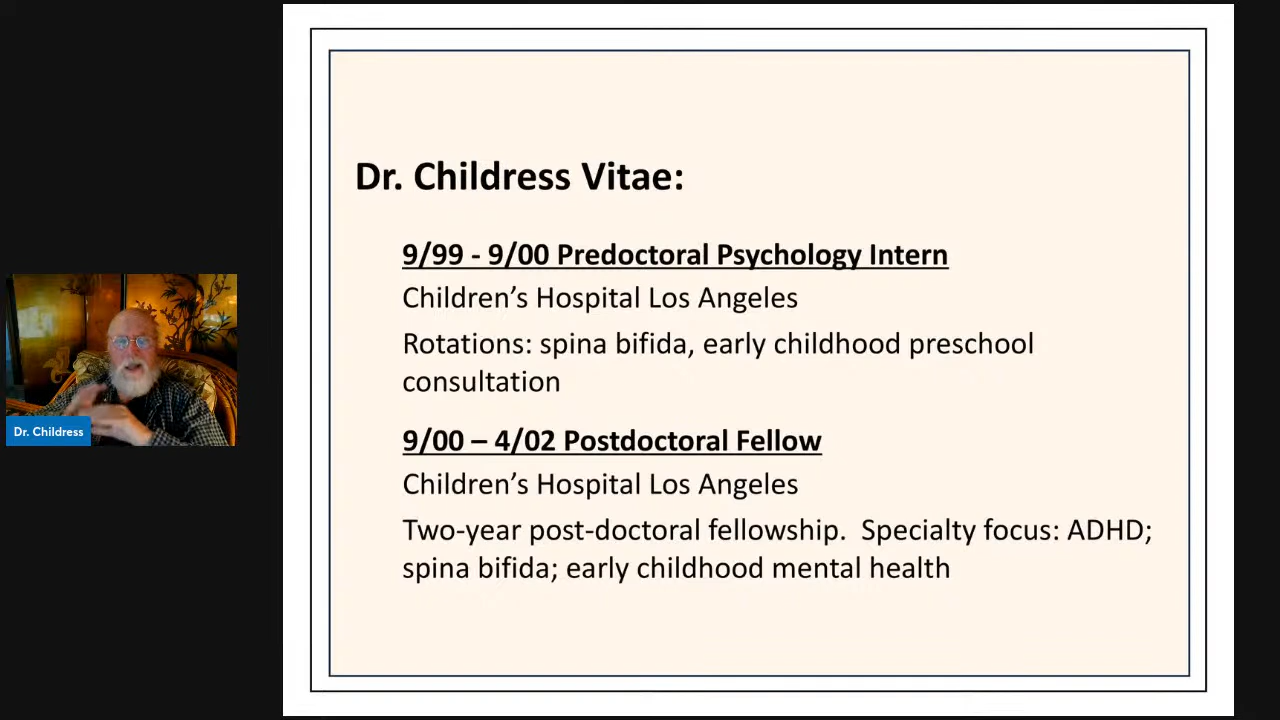 Dr. Childress Vitae:
9/99 - 9/00 Predoctoral Psychology Intern
Children’s Hospital Los Angeles
Rotations: spina bifida, early childhood preschool
consultation
9/00 – 4/02 Postdoctoral Fellow
Children’s Hospital Los Angeles
Two-year post-doctoral fellowship.  Specialty focus: ADHD;
spina bifida; early childhood mental health
Dr. Childress